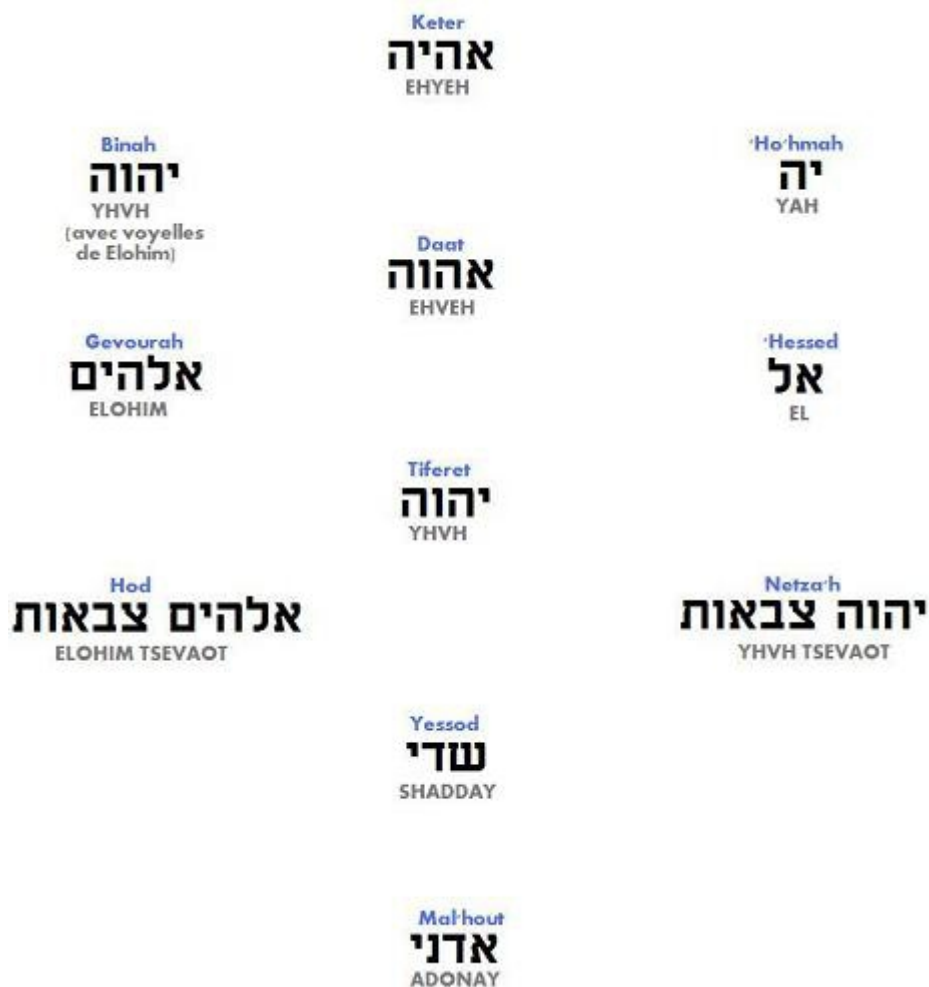 Keter
אהיה
EHYEH
Binah
יהוה
YHVH
(avec voyelles
de Elohim)
'Ho'hmah
יה
YAH
Daat
אהוה
EHVEH
Gevourah
אלהים
ELOHIM
'Hessed
אל
EL
Tiferet
יהוה
YHVH
Hod
אלהים צבאות
ELOHIM TSEVAOT
Netza'h
יהוה צבאות
YHVH TSEVAOT
Yessod
שדי
SHADDAY
Mal'hout
אדני
ADONAY